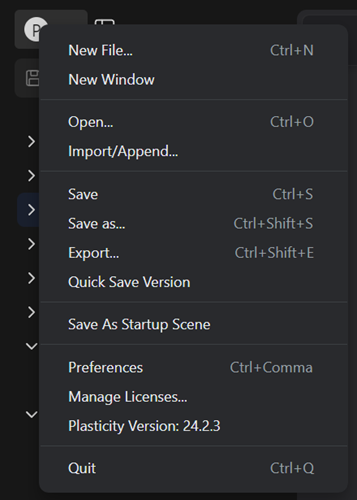 P
New File... Ctrl+N
New Window
Open... Ctrl+O
Import/Append...
Save Ctrl+S
Save as... Ctrl+Shift+S
Export... Ctrl+Shift+E
Quick Save Version
Save As Startup Scene
Preferences Ctrl+Comma
Manage Licenses...
Plasticity Version: 24.2.3
Quit Ctrl+Q